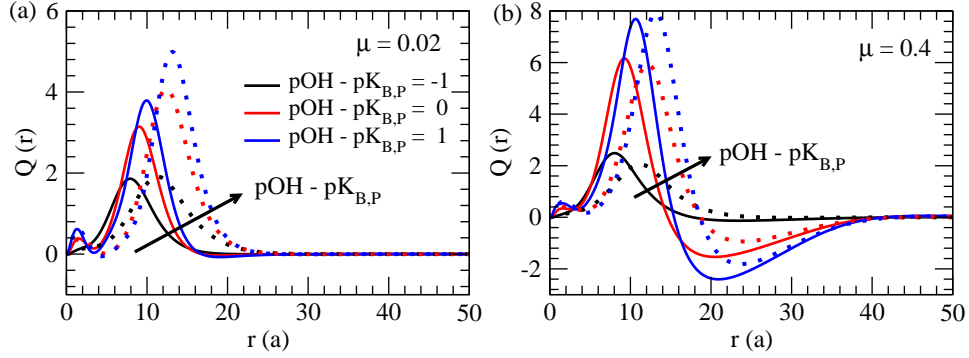 (a)
μ = 0.02
pOH - pK_B,P = -1
pOH - pK_B,P = 0
pOH - pK_B,P = 1
pOH - pK_B,P
Q (r)
6
4
2
0
0 10 20 30 40 50
r (a)
(b)
μ = 0.4
pOH - pK_B,P
Q (r)
8
6
4
2
0
-2
0 10 20 30 40 50
r (a)